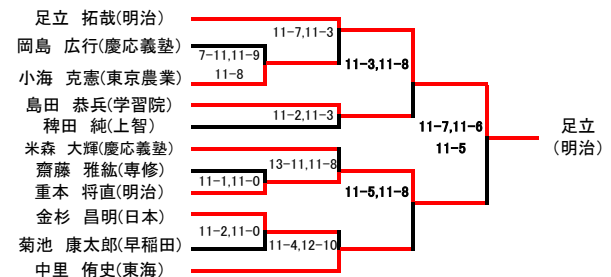 足立 拓哉(明治)
11-7,11-3
岡島 広行(慶応義塾)
7-11,11-9
11-8
小海 克憲(東京農業)
11-3,11-8
島田 恭兵(学習院)
11-2,11-3
稗田 純(上智)
11-7,11-6
11-5
足立
(明治)
米森 大輝(慶応義塾)
13-11,11-8
齋藤 雅紘(専修)
11-1,11-0
重本 将直(明治)
11-5,11-8
金杉 昌明(日本)
11-2,11-0
菊池 康太郎(早稲田)
11-4,12-10
中里 侑史(東海)